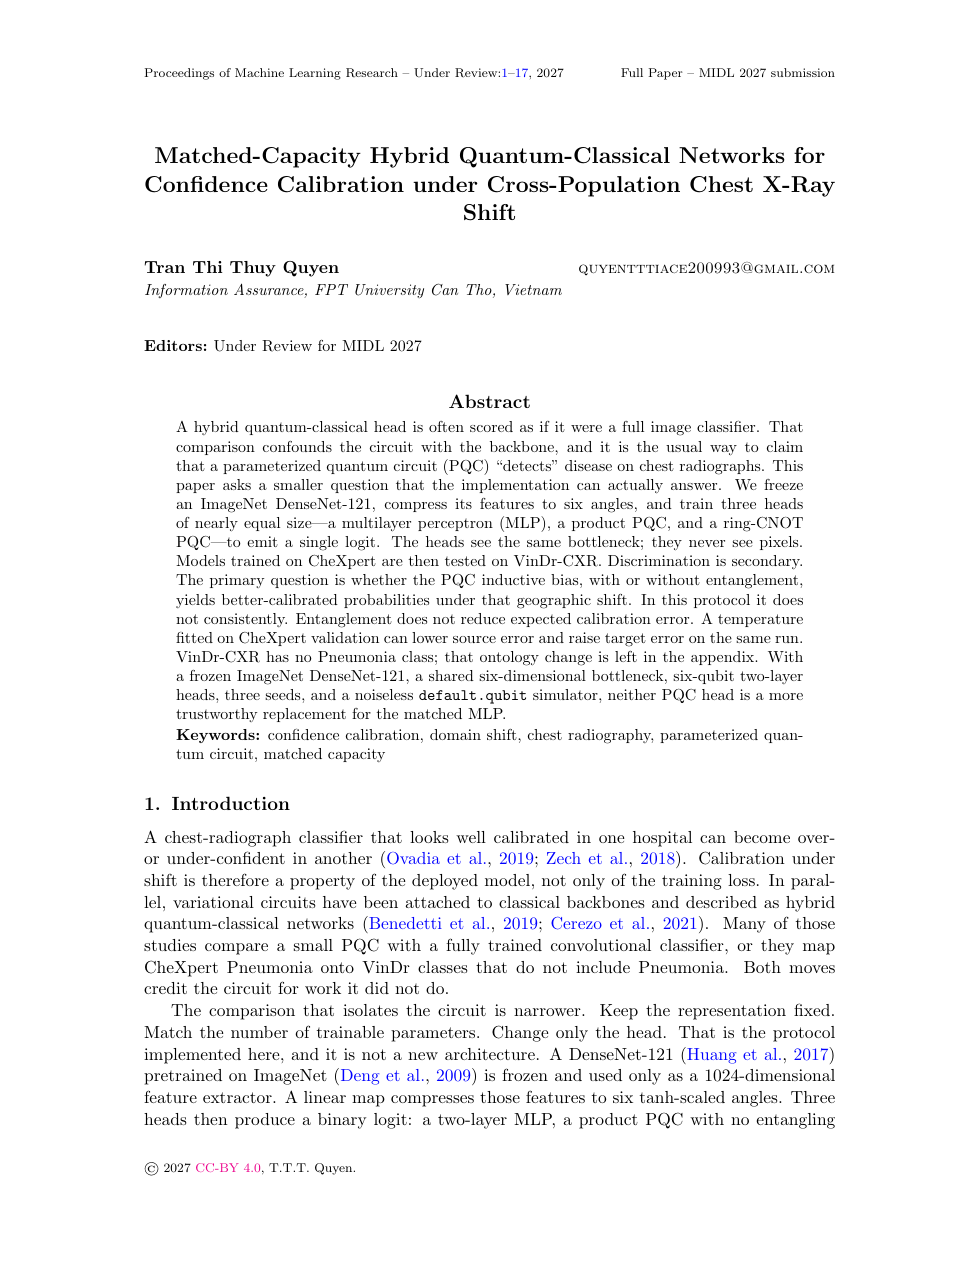 Proceedings of Machine Learning Research – Under Review:1–17, 2027 Full Paper – MIDL 2027 submission
Matched-Capacity Hybrid Quantum-Classical Networks for
Confidence Calibration under Cross-Population Chest X-Ray
Shift
Tran Thi Thuy Quyen QUYENTTTIACE200993@GMAIL.COM
Information Assurance, FPT University Can Tho, Vietnam
Editors: Under Review for MIDL 2027
Abstract
A hybrid quantum-classical head is often scored as if it were a full image classifier. That
comparison confounds the circuit with the backbone, and it is the usual way to claim
that a parameterized quantum circuit (PQC) “detects” disease on chest radiographs. This
paper asks a smaller question that the implementation can actually answer. We freeze
an ImageNet DenseNet-121, compress its features to six angles, and train three heads
of nearly equal size—a multilayer perceptron (MLP), a product PQC, and a ring-CNOT
PQC—to emit a single logit. The heads see the same bottleneck; they never see pixels.
Models trained on CheXpert are then tested on VinDr-CXR. Discrimination is secondary.
The primary question is whether the PQC inductive bias, with or without entanglement,
yields better-calibrated probabilities under that geographic shift. In this protocol it does
not consistently. Entanglement does not reduce expected calibration error. A temperature
fitted on CheXpert validation can lower source error and raise target error on the same run.
VinDr-CXR has no Pneumonia class; that ontology change is left in the appendix. With
a frozen ImageNet DenseNet-121, a shared six-dimensional bottleneck, six-qubit two-layer
heads, three seeds, and a noiseless default.qubit simulator, neither PQC head is a more
trustworthy replacement for the matched MLP.
Keywords: confidence calibration, domain shift, chest radiography, parameterized quan-
tum circuit, matched capacity
1. Introduction
A chest-radiograph classifier that looks well calibrated in one hospital can become over-
or under-confident in another (Ovadia et al., 2019; Zech et al., 2018). Calibration under
shift is therefore a property of the deployed model, not only of the training loss. In paral-
lel, variational circuits have been attached to classical backbones and described as hybrid
quantum-classical networks (Benedetti et al., 2019; Cerezo et al., 2021). Many of those
studies compare a small PQC with a fully trained convolutional classifier, or they map
CheXpert Pneumonia onto VinDr classes that do not include Pneumonia. Both moves
credit the circuit for work it did not do.
The comparison that isolates the circuit is narrower. Keep the representation fixed.
Match the number of trainable parameters. Change only the head. That is the protocol
implemented here, and it is not a new architecture. A DenseNet-121 (Huang et al., 2017)
pretrained on ImageNet (Deng et al., 2009) is frozen and used only as a 1024-dimensional
feature extractor. A linear map compresses those features to six tanh-scaled angles. Three
heads then produce a binary logit: a two-layer MLP, a product PQC with no entangling
© 2027 CC-BY 4.0, T.T.T. Quyen.